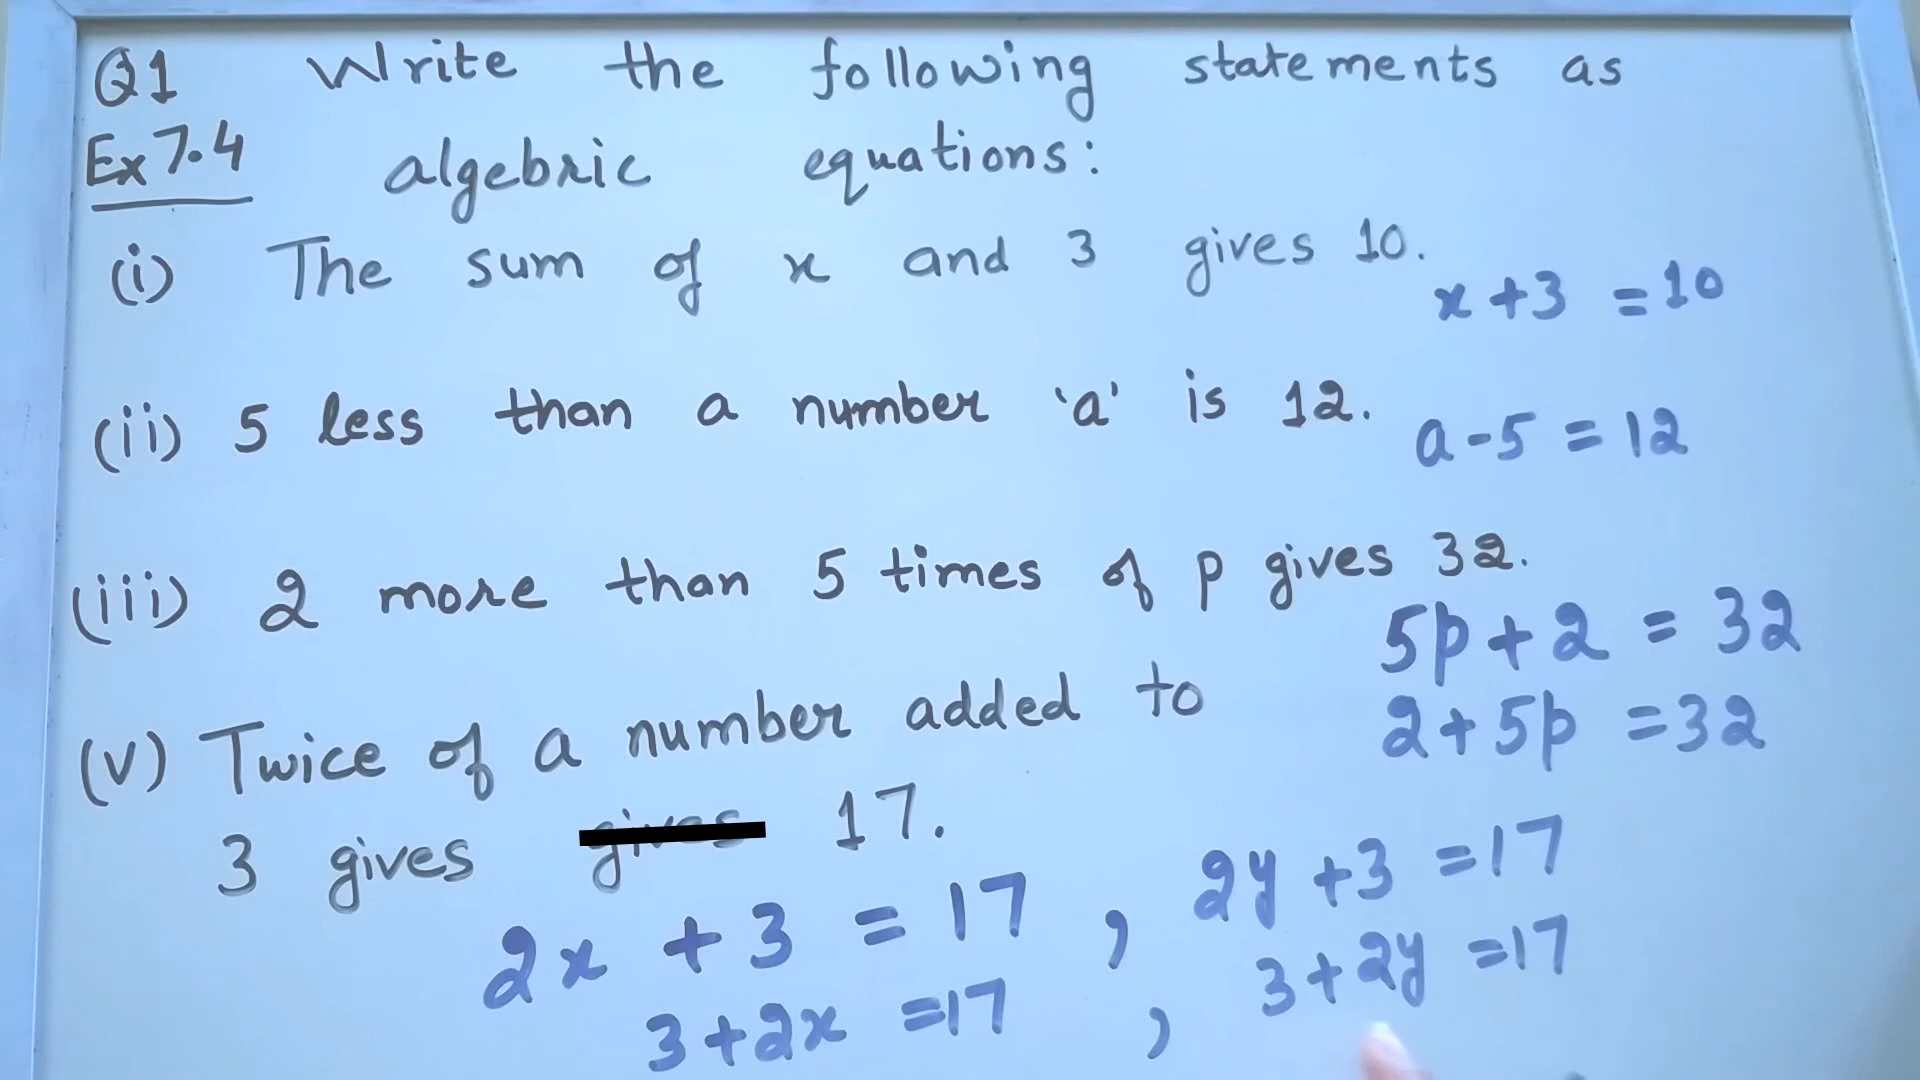 Q1 Write the following statements as
Ex 7.4 algebric equations:
(i) The sum of x and 3 gives 10.
x + 3 = 10
(ii) 5 less than a number 'a' is 12.
a - 5 = 12
(iii) 2 more than 5 times of p gives 32.
5p + 2 = 32
2 + 5p = 32
(v) Twice of a number added to
3 gives gives 17.
2x + 3 = 17 , 2y + 3 = 17
3 + 2x = 17 , 3 + 2y = 17